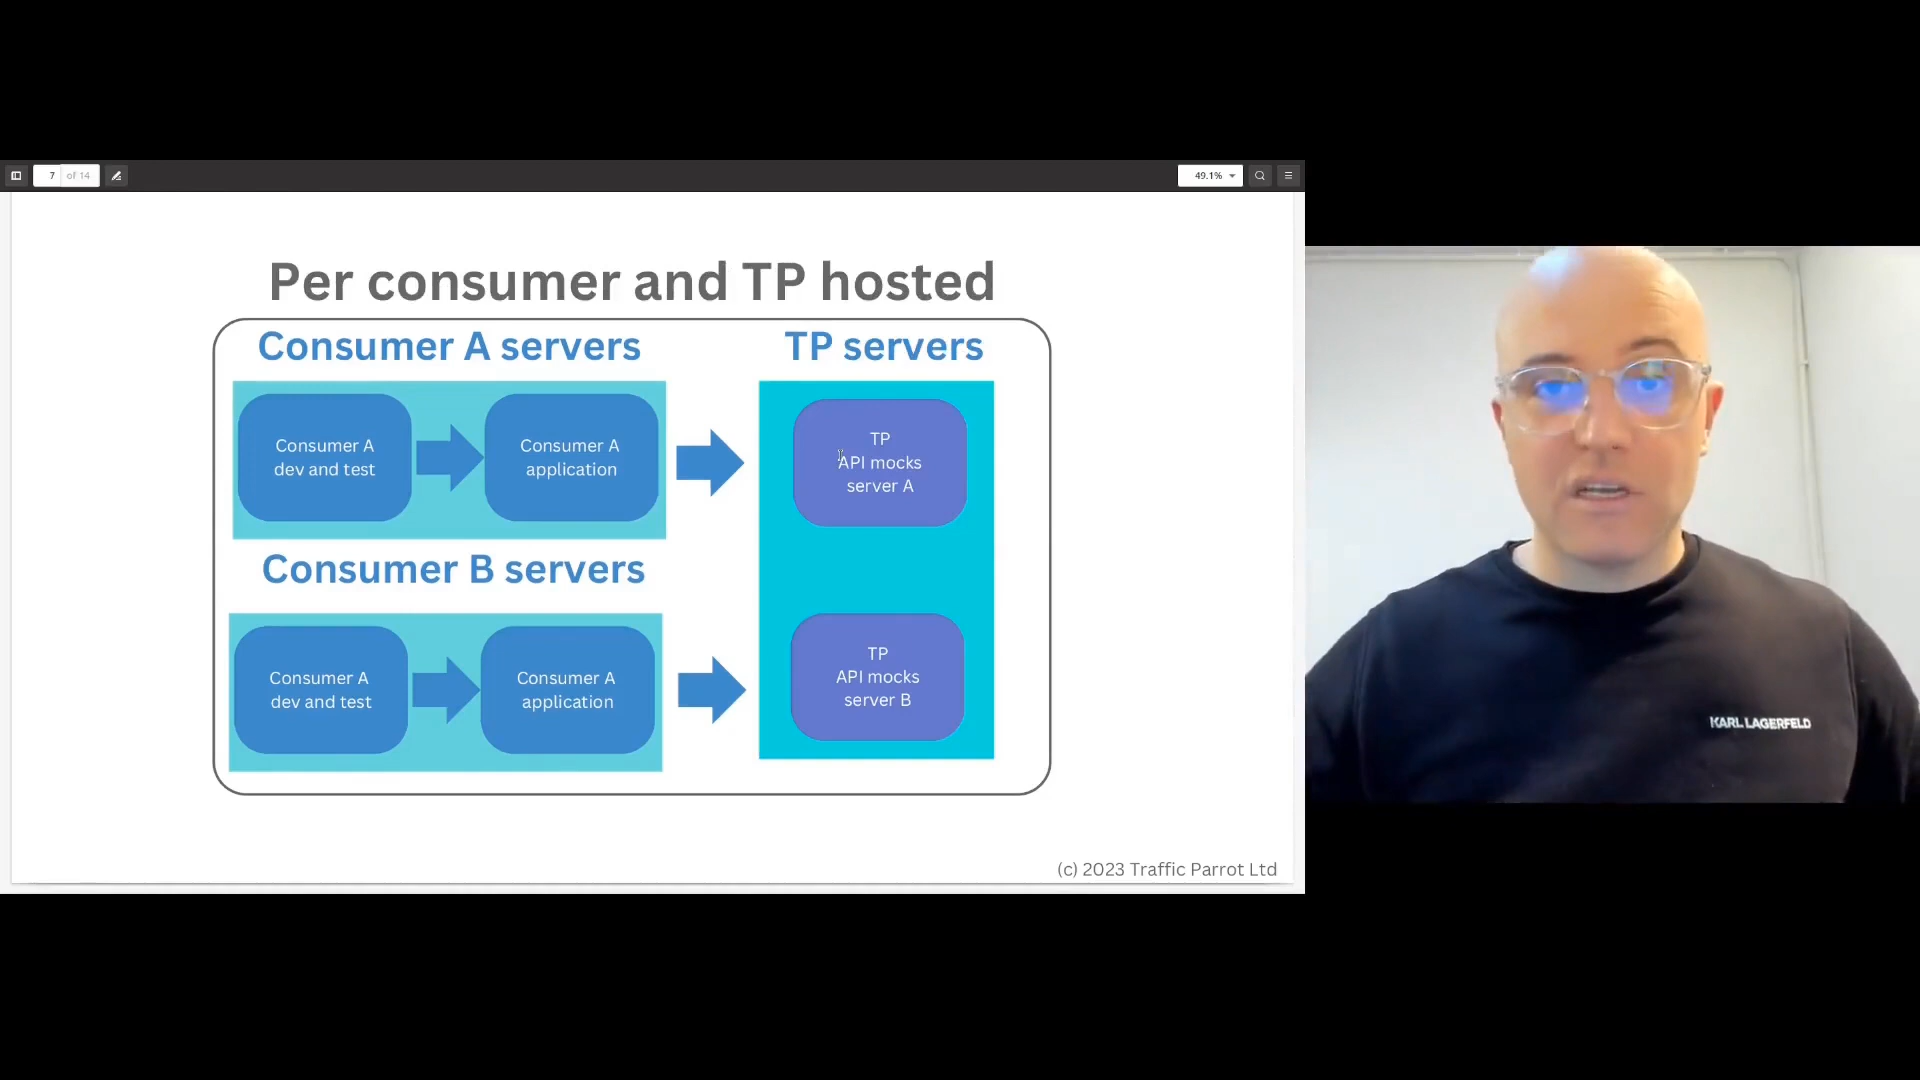 7 of 14
49.1%
Per consumer and TP hosted
Consumer A servers
TP servers
Consumer A
dev and test
Consumer A
application
TP
API mocks
server A
Consumer B servers
Consumer A
dev and test
Consumer A
application
TP
API mocks
server B
(c) 2023 Traffic Parrot Ltd
KARL LAGERFELD